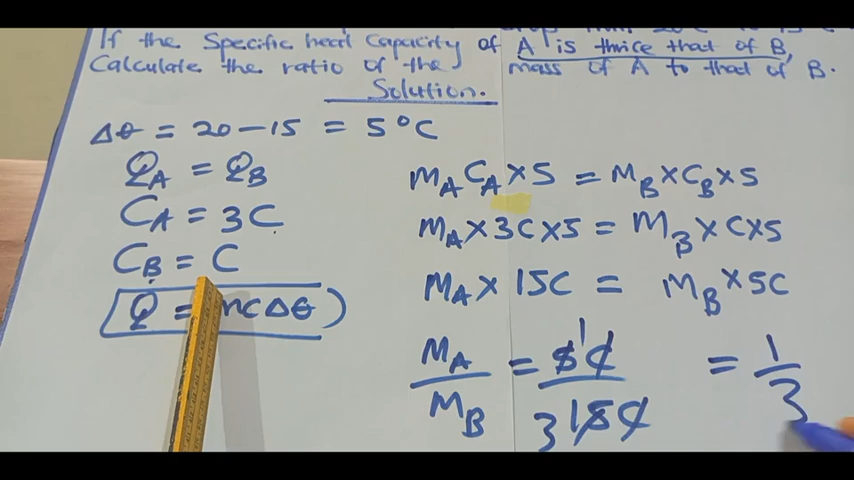 If the Specific heat Capacity of A is thrice that of B,
Calculate the ratio of the mass of A to that of B.
Solution.
Δθ = 20 - 15 = 5°C
Q_A = Q_B
C_A = 3C
C_B = C
Q = mcΔθ
M_A C_A × 5 = M_B × C_B × 5
M_A × 3C × 5 = M_B × C × 5
M_A × 15C = M_B × 5C
M_A / M_B = 5C / 15C = 1/3
1
3